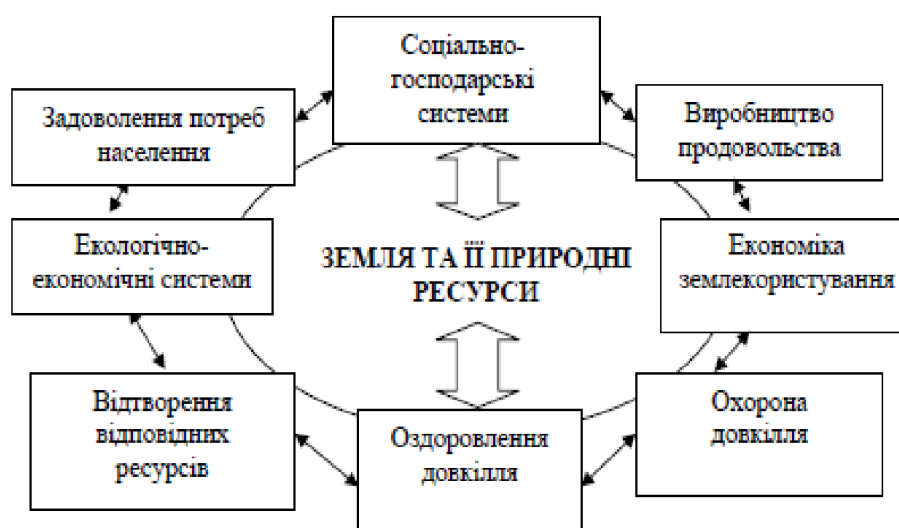 Соціально-
господарські
системи
Задоволення потреб
населення
Виробництво
продовольства
Екологічно-
економічні системи
ЗЕМЛЯ ТА ЇЇ ПРИРОДНІ
РЕСУРСИ
Економіка
землекористування
Відтворення
відповідних
ресурсів
Оздоровлення
довкілля
Охорона
довкілля